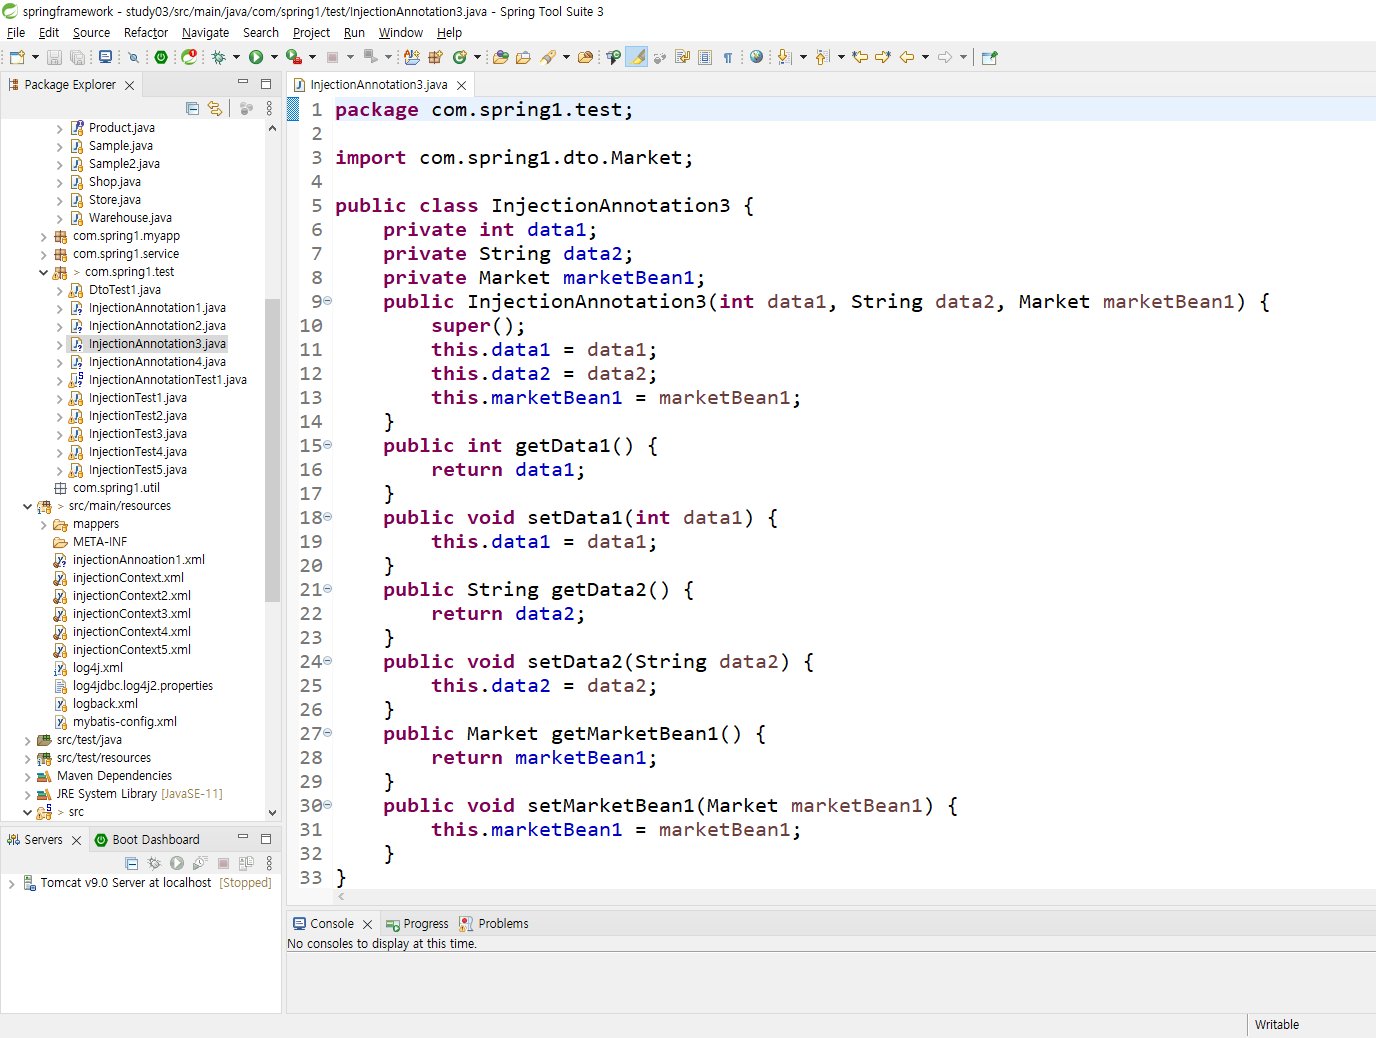 springframework - study03/src/main/java/com/spring1/test/InjectionAnnotation3.java - Spring Tool Suite 3
File Edit Source Refactor Navigate Search Project Run Window Help
Package Explorer
Product.java
Sample.java
Sample2.java
Shop.java
Store.java
Warehouse.java
com.spring1.myapp
com.spring1.service
> com.spring1.test
DtoTest1.java
InjectionAnnotation1.java
InjectionAnnotation2.java
InjectionAnnotation3.java
InjectionAnnotation4.java
InjectionAnnotationTest1.java
InjectionTest1.java
InjectionTest2.java
InjectionTest3.java
InjectionTest4.java
InjectionTest5.java
com.spring1.util
> src/main/resources
mappers
META-INF
injectionAnnoation1.xml
injectionContext.xml
injectionContext2.xml
injectionContext3.xml
injectionContext4.xml
injectionContext5.xml
log4j.xml
log4jdbc.log4j2.properties
logback.xml
mybatis-config.xml
src/test/java
src/test/resources
Maven Dependencies
JRE System Library [JavaSE-11]
> src
Servers
Boot Dashboard
Tomcat v9.0 Server at localhost [Stopped]
InjectionAnnotation3.java
1 package com.spring1.test;
2
3 import com.spring1.dto.Market;
4
5 public class InjectionAnnotation3 {
6 private int data1;
7 private String data2;
8 private Market marketBean1;
9 public InjectionAnnotation3(int data1, String data2, Market marketBean1) {
10 super();
11 this.data1 = data1;
12 this.data2 = data2;
13 this.marketBean1 = marketBean1;
14 }
15 public int getData1() {
16 return data1;
17 }
18 public void setData1(int data1) {
19 this.data1 = data1;
20 }
21 public String getData2() {
22 return data2;
23 }
24 public void setData2(String data2) {
25 this.data2 = data2;
26 }
27 public Market getMarketBean1() {
28 return marketBean1;
29 }
30 public void setMarketBean1(Market marketBean1) {
31 this.marketBean1 = marketBean1;
32 }
33 }
Console
Progress
Problems
No consoles to display at this time.
Writable